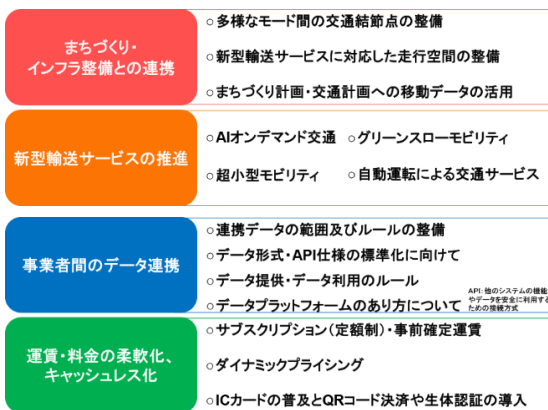 まちづくり・
インフラ整備との連携
○多様なモード間の交通結節点の整備
○新型輸送サービスに対応した走行空間の整備
○まちづくり計画・交通計画への移動データの活用
新型輸送サービスの推進
○AIオンデマンド交通 ○グリーンスローモビリティ
○超小型モビリティ ○自動運転による交通サービス
事業者間のデータ連携
○連携データの範囲及びルールの整備
○データ形式・API仕様の標準化に向けて
○データ提供・データ利用のルール
○データプラットフォームのあり方について
API:他のシステムの機能
やデータを安全に利用する
ための接続方式
運賃・料金の柔軟化、
キャッシュレス化
○サブスクリプション(定額制)・事前確定運賃
○ダイナミックプライシング
○ICカードの普及とQRコード決済や生体認証の導入